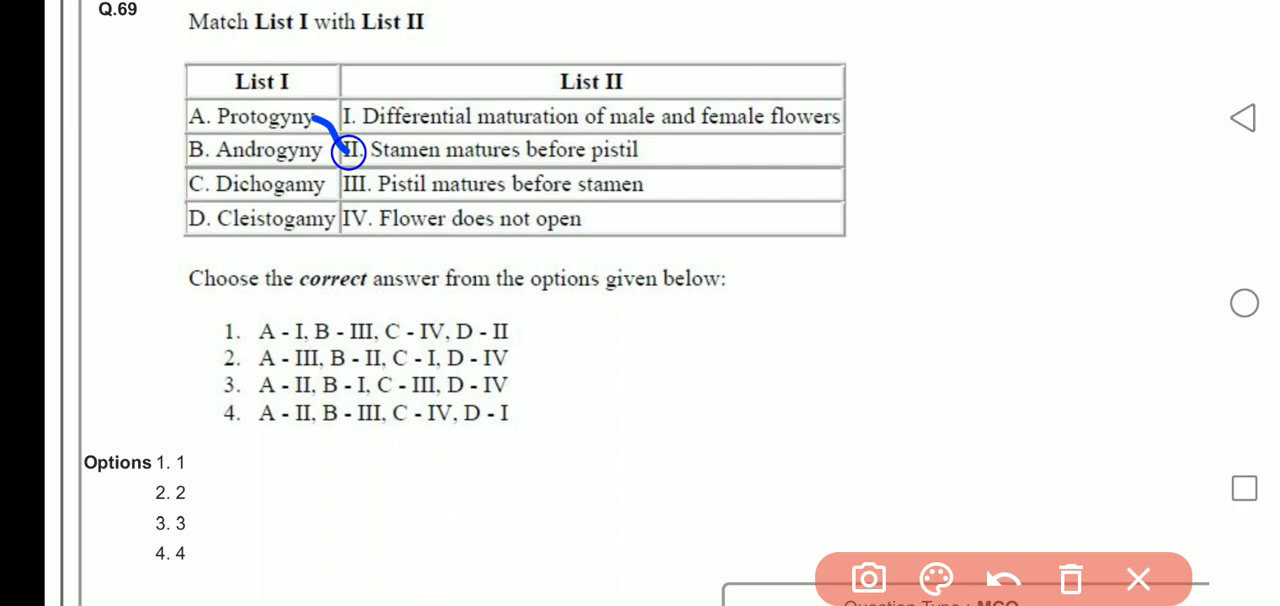 Q.69
Match List I with List II
List I List II
A. Protogyny I. Differential maturation of male and female flowers
B. Androgyny II. Stamen matures before pistil
C. Dichogamy III. Pistil matures before stamen
D. Cleistogamy IV. Flower does not open
Choose the correct answer from the options given below:
1. A - I, B - III, C - IV, D - II
2. A - III, B - II, C - I, D - IV
3. A - II, B - I, C - III, D - IV
4. A - II, B - III, C - IV, D - I
Options 1. 1
2. 2
3. 3
4. 4
Question Type : MCQ